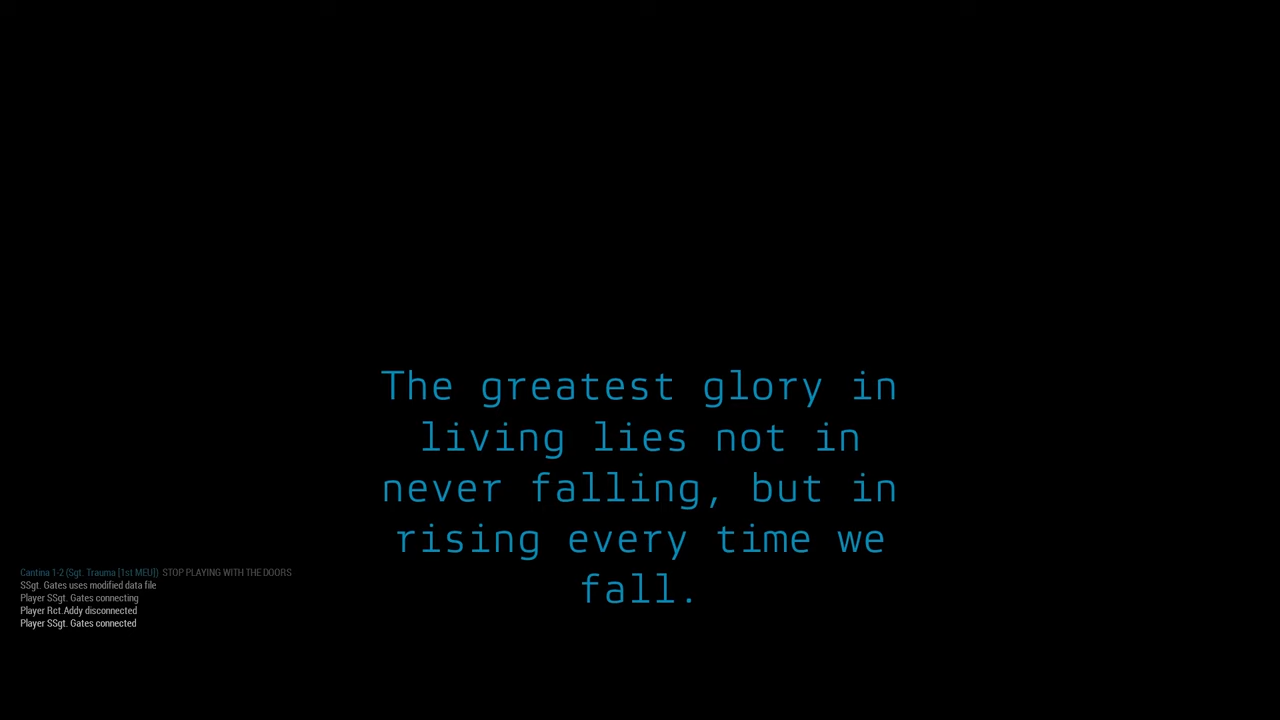 The greatest glory in
living lies not in
never falling, but in
rising every time we
fall.
Cantina 1-2 (Sgt. Trauma [1st MEU]) STOP PLAYING WITH THE DOORS
SSgt. Gates uses modified data file
Player SSgt. Gates connecting
Player Rct.Addy disconnected
Player SSgt. Gates connected